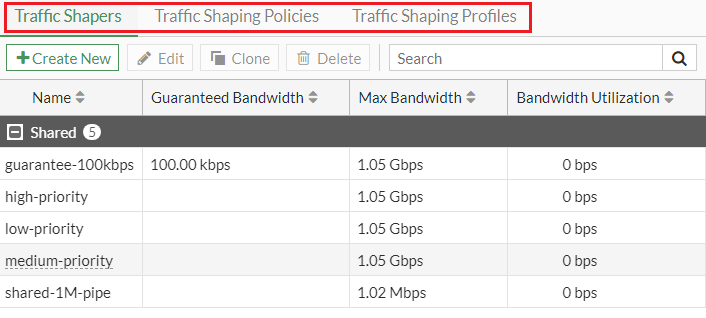 Traffic Shapers Traffic Shaping Policies Traffic Shaping Profiles
Create New Edit Clone Delete Search
Name Guaranteed Bandwidth Max Bandwidth Bandwidth Utilization
Shared 5
guarantee-100kbps 100.00 kbps 1.05 Gbps 0 bps
high-priority 1.05 Gbps 0 bps
low-priority 1.05 Gbps 0 bps
medium-priority 1.05 Gbps 0 bps
shared-1M-pipe 1.02 Mbps 0 bps